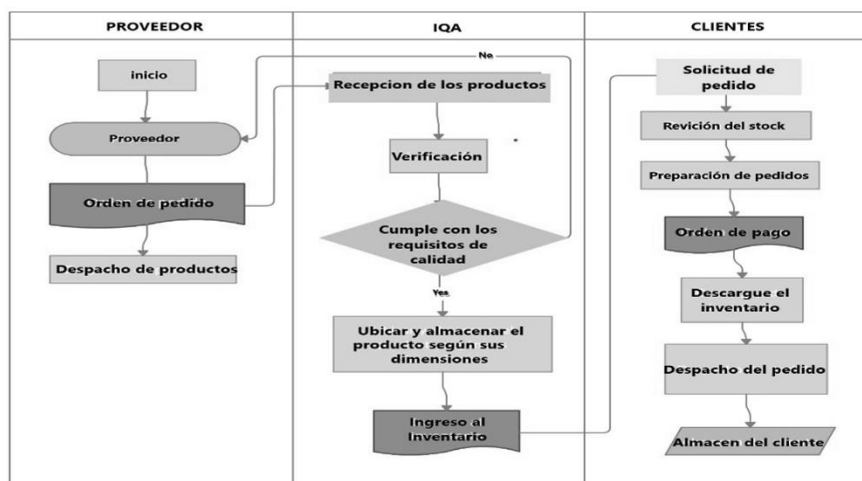 PROVEEDOR
IQA
CLIENTES
inicio
Proveedor
Orden de pedido
Despacho de productos
No
Recepcion de los productos
Verificación
Cumple con los
requisitos de
calidad
Yes
Ubicar y almacenar el
producto según sus
dimensiones
Ingreso al
Inventario
Solicitud de
pedido
Revición del stock
Preparación de pedidos
Orden de pago
Descargue el
inventario
Despacho del pedido
Almacen del cliente